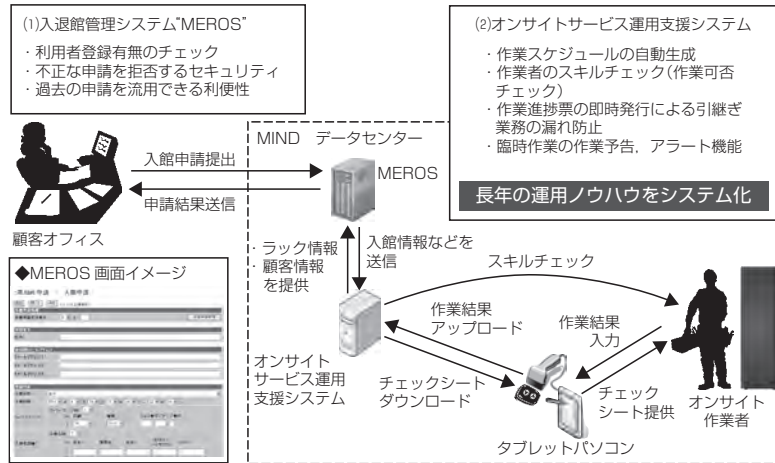 (1)入退館管理システム“MEROS”
・利用者登録有無のチェック
・不正な申請を拒否するセキュリティ
・過去の申請を流用できる利便性
(2)オンサイトサービス運用支援システム
・作業スケジュールの自動生成
・作業者のスキルチェック(作業可否
チェック)
・作業進捗票の即時発行による引継ぎ
業務の漏れ防止
・臨時作業の作業予告，アラート機能
長年の運用ノウハウをシステム化
MIND データセンター
入館申請提出
MEROS
申請結果送信
顧客オフィス
・ラック情報
・顧客情報
を提供
入館情報などを
送信
スキルチェック
◆MEROS 画面イメージ
作業結果
アップロード
作業結果
入力
オンサイト
サービス運用
支援システム
チェックシート
ダウンロード
チェック
シート提供
オンサイト
作業者
タブレットパソコン